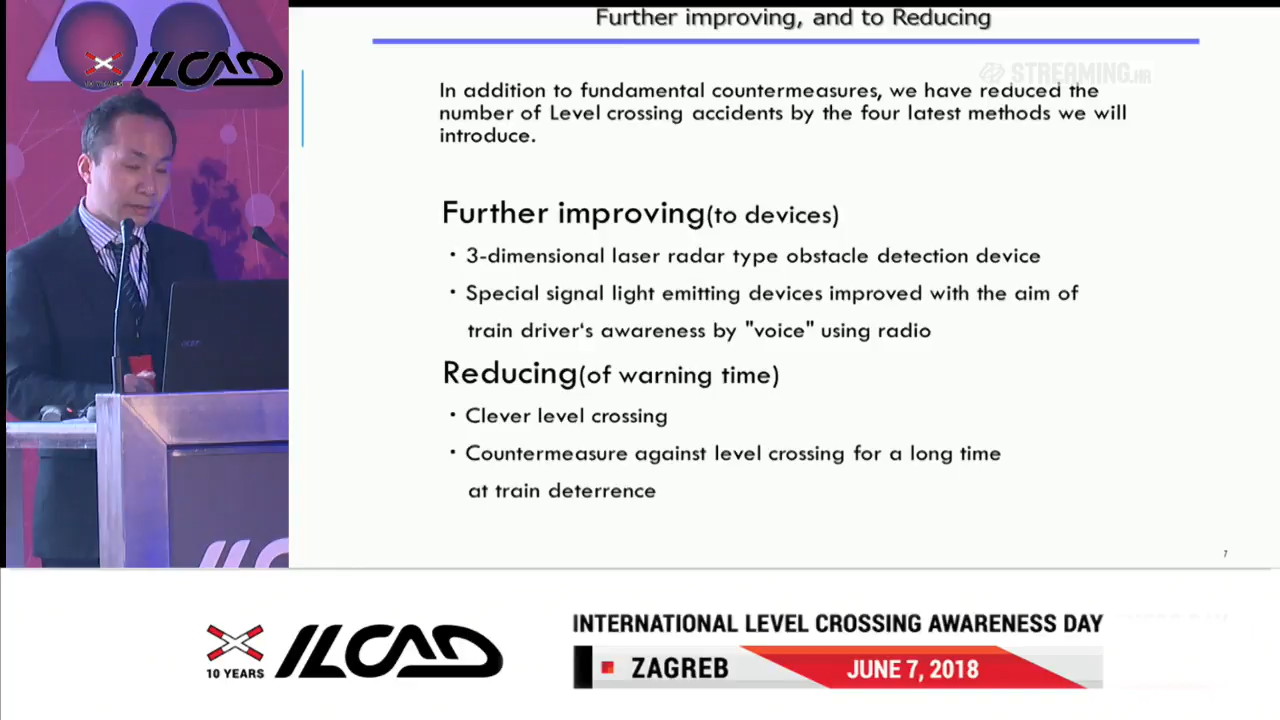 Further improving, and to Reducing
10 YEARS ILCAD
STREAMING.HR
In addition to fundamental countermeasures, we have reduced the
number of Level crossing accidents by the four latest methods we will
introduce.
Further improving(to devices)
・3-dimensional laser radar type obstacle detection device
・Special signal light emitting devices improved with the aim of
train driver‘s awareness by "voice" using radio
Reducing(of warning time)
・Clever level crossing
・Countermeasure against level crossing for a long time
at train deterrence
7
10 YEARS ILCAD
INTERNATIONAL LEVEL CROSSING AWARENESS DAY
ZAGREB JUNE 7, 2018